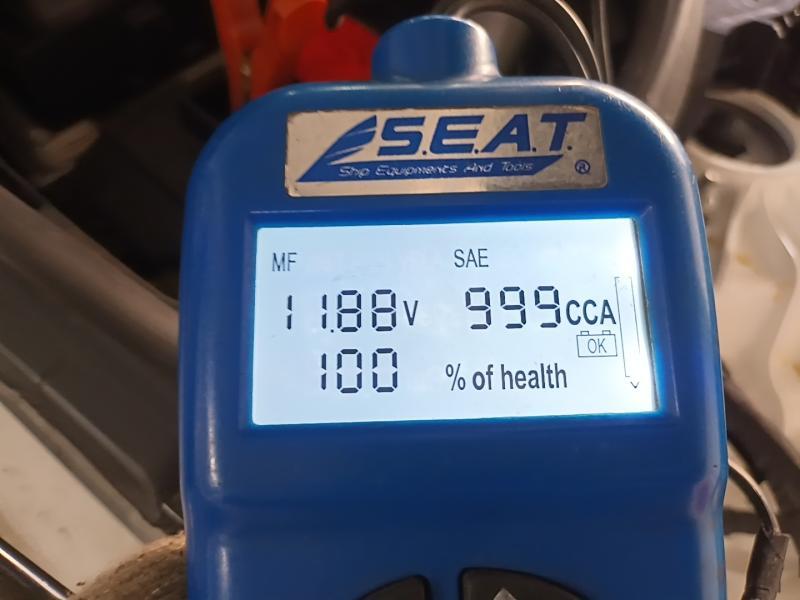 S.E.A.T.
Ship Equipments And Tools ®
MF SAE
11.88V 999CCA
OK
100 % of health